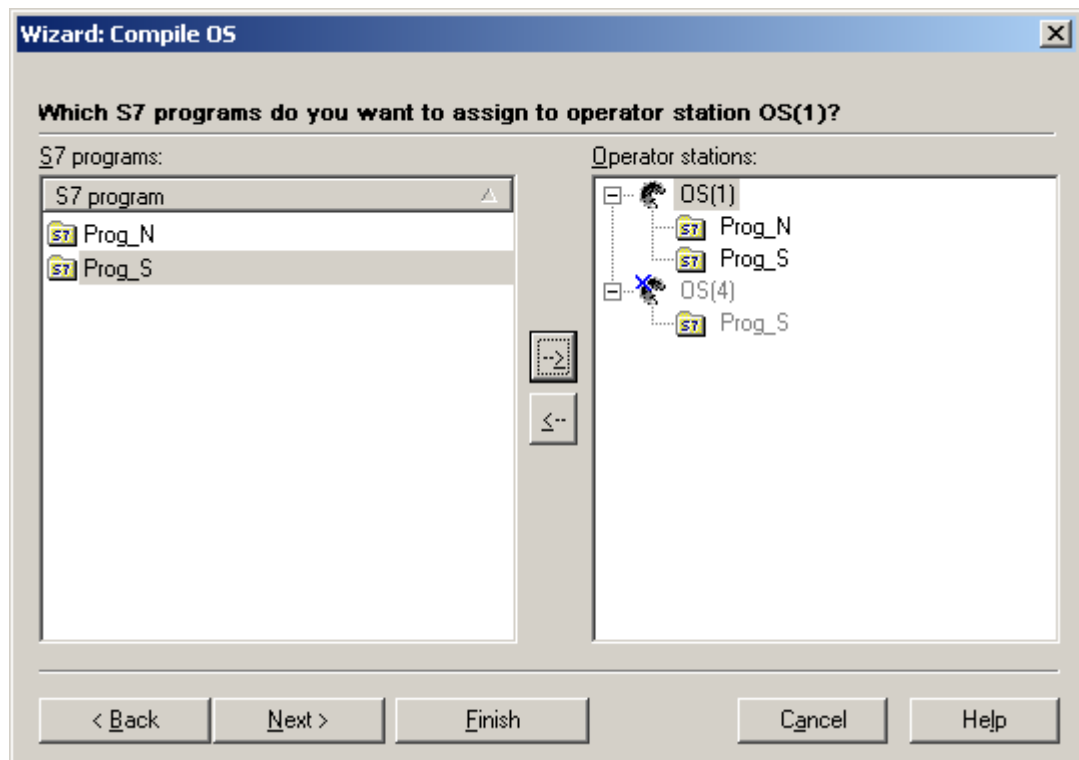 Wizard: Compile OS
Which S7 programs do you want to assign to operator station OS(1)?
S7 programs:
S7 program
S7 Prog_N
S7 Prog_S
-->
<--
Operator stations:
OS(1)
S7 Prog_N
S7 Prog_S
OS(4)
S7 Prog_S
< Back
Next >
Finish
Cancel
Help